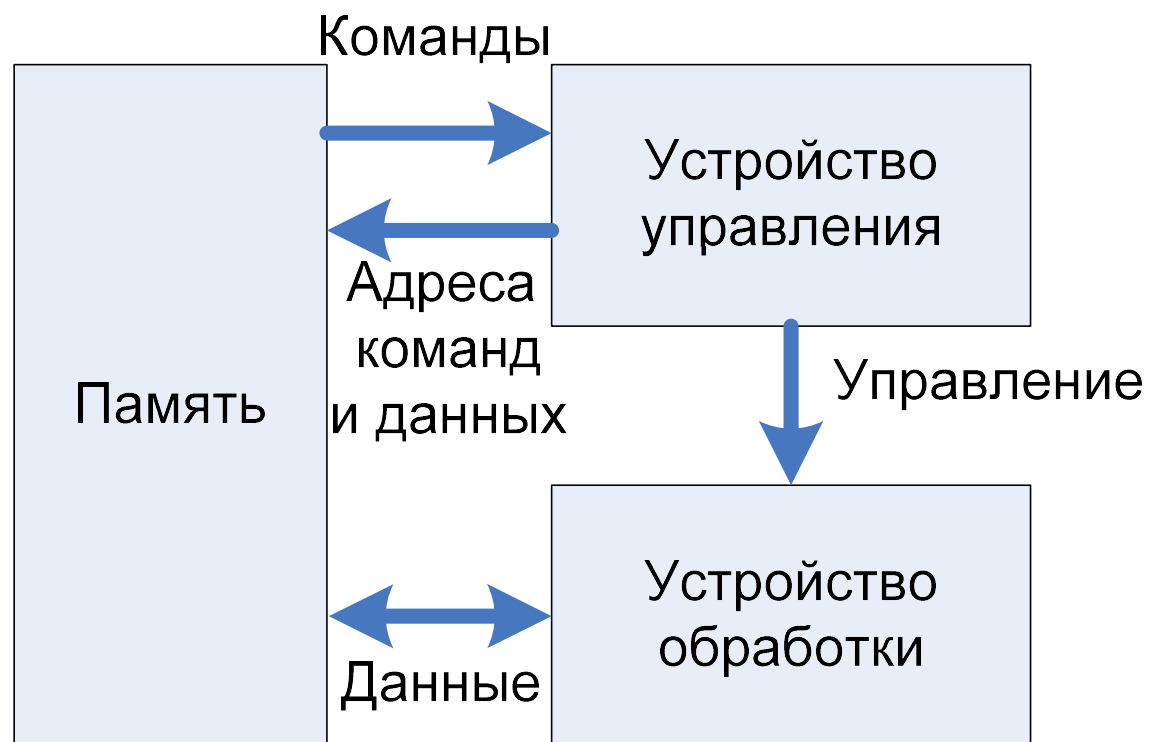 Команды
Устройство
управления
Адреса
команд
и данных
Память
Управление
Устройство
обработки
Данные